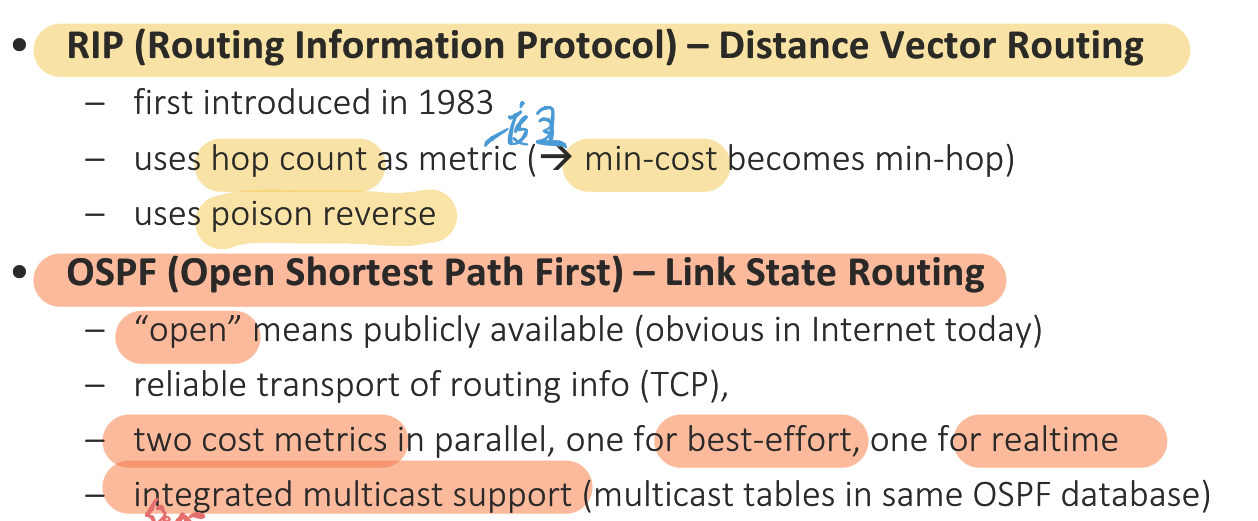 • RIP (Routing Information Protocol) – Distance Vector Routing
– first introduced in 1983
– uses hop count as metric (➔ min-cost becomes min-hop)
– uses poison reverse
• OSPF (Open Shortest Path First) – Link State Routing
– “open” means publicly available (obvious in Internet today)
– reliable transport of routing info (TCP),
– two cost metrics in parallel, one for best-effort, one for realtime
– integrated multicast support (multicast tables in same OSPF database)